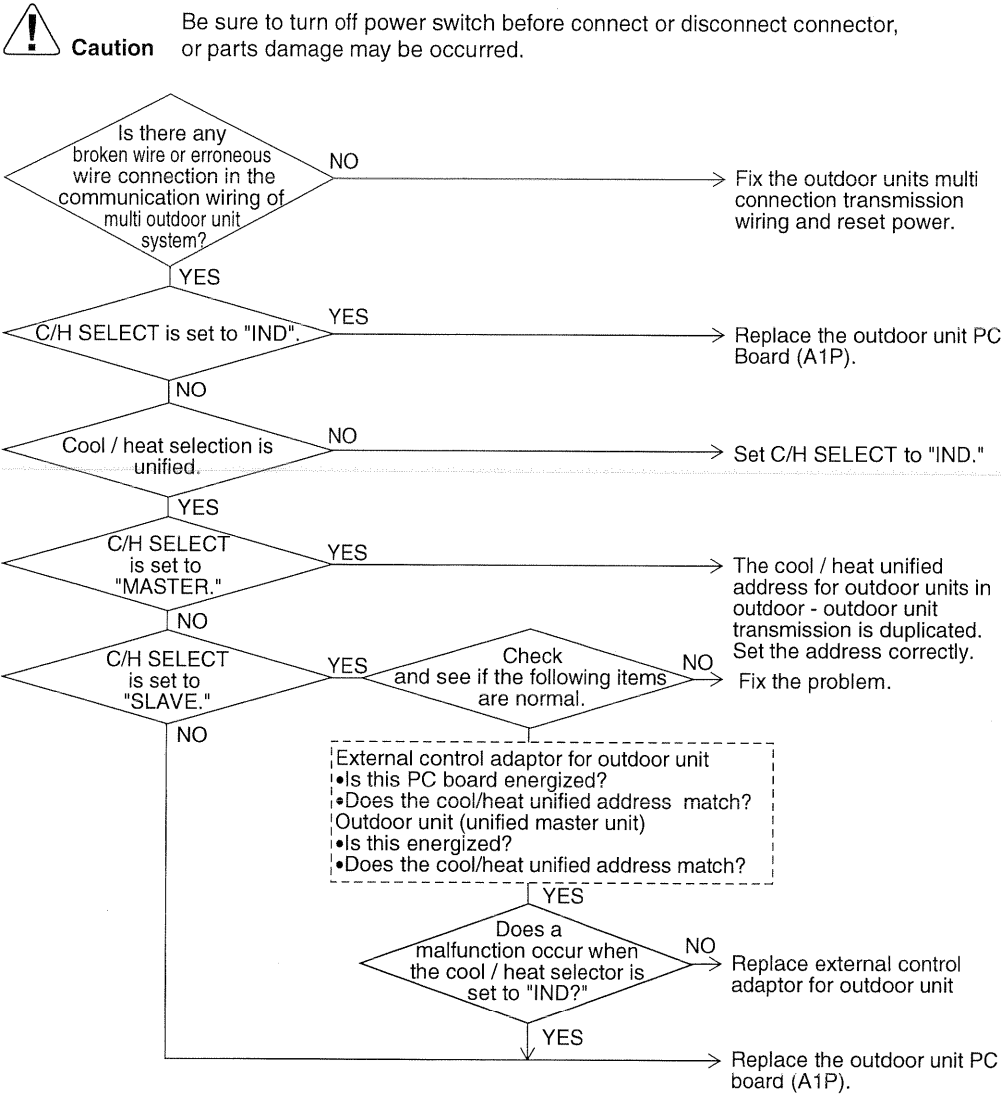 Be sure to turn off power switch before connect or disconnect connector,
Caution or parts damage may be occurred.
Is there any
broken wire or erroneous
wire connection in the
communication wiring of
multi outdoor unit
system?
NO
Fix the outdoor units multi
connection transmission
wiring and reset power.
YES
C/H SELECT is set to "IND".
YES
Replace the outdoor unit PC
Board (A1P).
NO
Cool / heat selection is
unified.
NO
Set C/H SELECT to "IND."
YES
C/H SELECT
is set to
"MASTER."
YES
The cool / heat unified
address for outdoor units in
outdoor - outdoor unit
transmission is duplicated.
Set the address correctly.
NO
C/H SELECT
is set to
"SLAVE."
YES
Check
and see if the following items
are normal.
NO
Fix the problem.
NO
External control adaptor for outdoor unit
•Is this PC board energized?
•Does the cool/heat unified address match?
Outdoor unit (unified master unit)
•Is this energized?
•Does the cool/heat unified address match?
YES
Does a
malfunction occur when
the cool / heat selector is
set to "IND?"
NO
Replace external control
adaptor for outdoor unit
YES
Replace the outdoor unit PC
board (A1P).